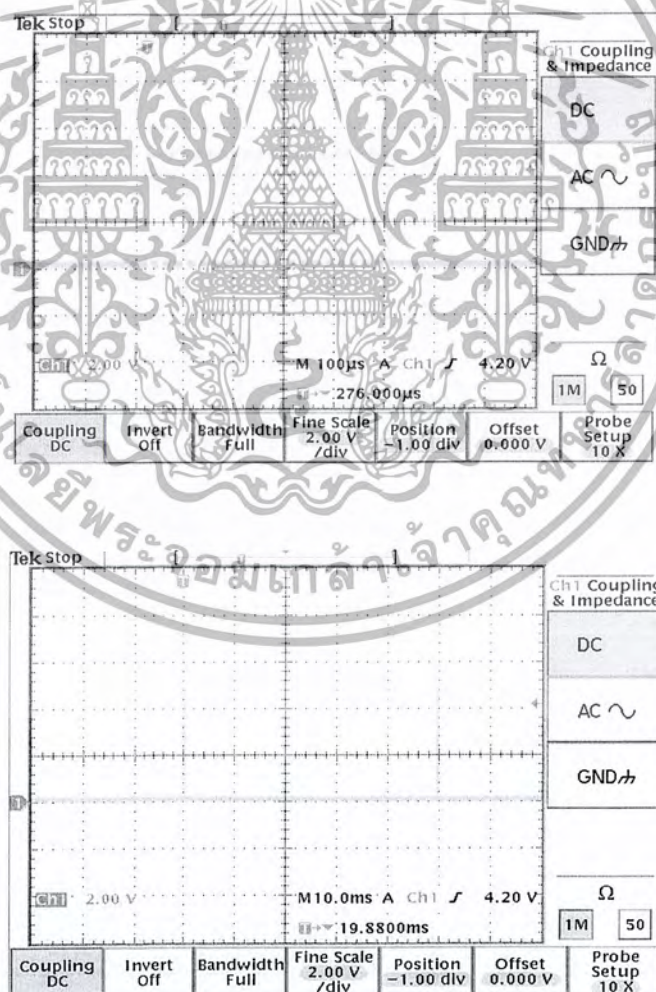 Tek Stop
Ch1 Coupling
& Impedance
DC
AC
GND
Ch1 2.00 V
M 100µs A Ch1 4.20 V
276.000µs
Ω
1M 50
Coupling DC
Invert Off
Bandwidth Full
Fine Scale 2.00 V /div
Position -1.00 div
Offset 0.000 V
Probe Setup 10 X
Tek Stop
Ch1 Coupling
& Impedance
DC
AC
GND
Ch1 2.00 V
M 10.0ms A Ch1 4.20 V
19.8800ms
Ω
1M 50
Coupling DC
Invert Off
Bandwidth Full
Fine Scale 2.00 V /div
Position -1.00 div
Offset 0.000 V
Probe Setup 10 X